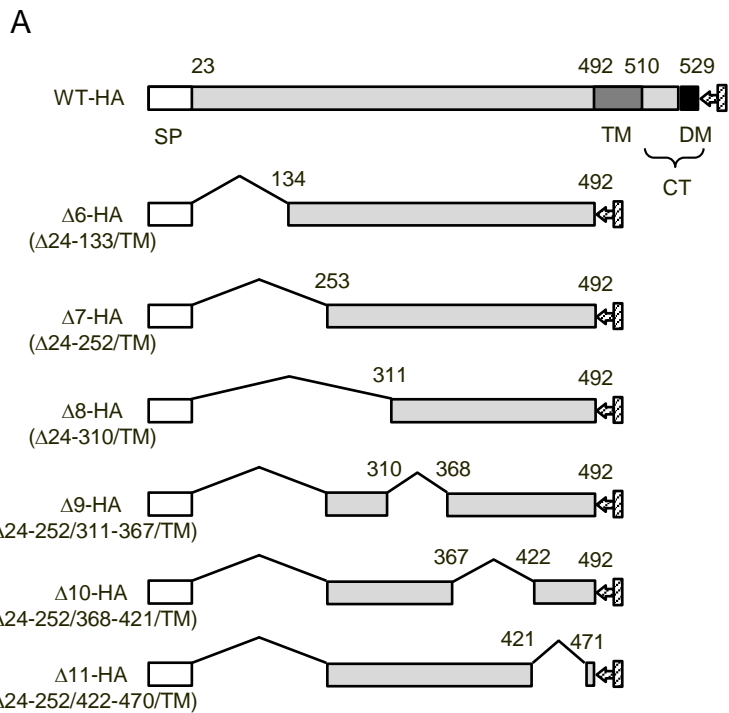 A
23 492 510 529
WT-HA
SP TM DM
CT
134 492
Δ6-HA
(Δ24-133/TM)
253 492
Δ7-HA
(Δ24-252/TM)
311 492
Δ8-HA
(Δ24-310/TM)
310 368 492
Δ9-HA
Δ24-252/311-367/TM)
367 422 492
Δ10-HA
Δ24-252/368-421/TM)
421 471
Δ11-HA
Δ24-252/422-470/TM)